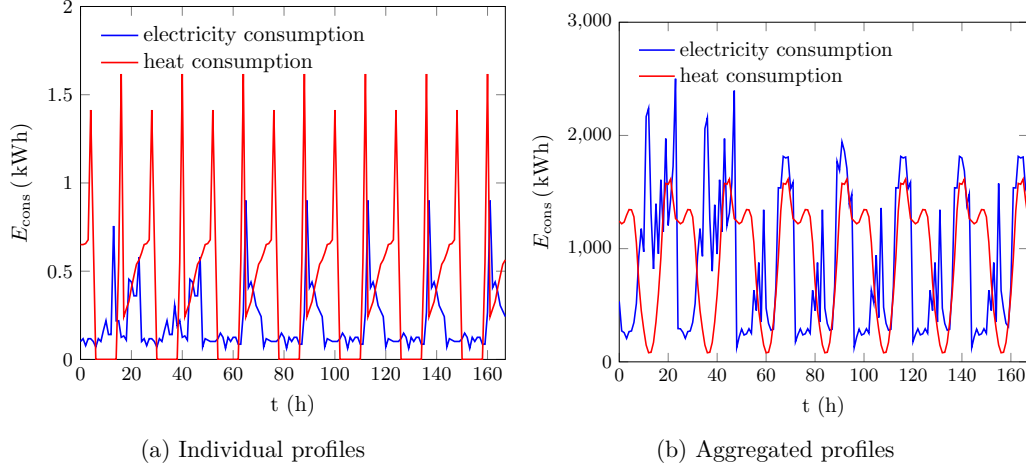 2
1.5
1
0.5
0
E_cons (kWh)
electricity consumption
heat consumption
0 20 40 60 80 100 120 140 160
t (h)
(a) Individual profiles
3,000
2,000
1,000
0
E_cons (kWh)
electricity consumption
heat consumption
0 20 40 60 80 100 120 140 160
t (h)
(b) Aggregated profiles